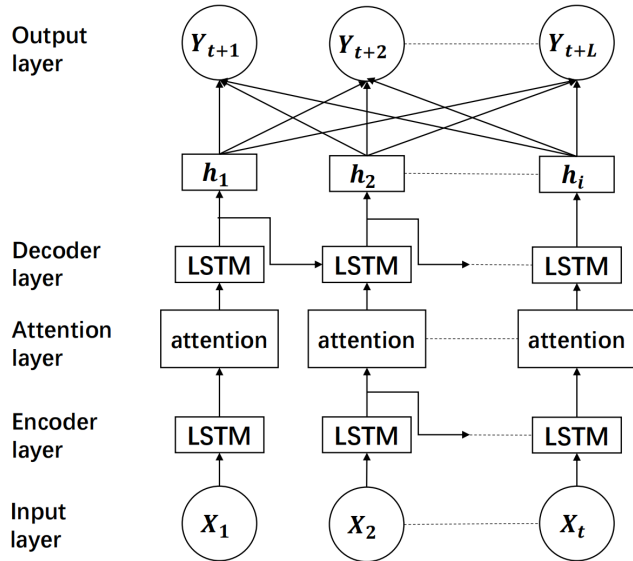 Output
layer
Y_{t+1}
Y_{t+2}
Y_{t+L}
h_1
h_2
h_i
Decoder
layer
LSTM
LSTM
LSTM
Attention
layer
attention
attention
attention
Encoder
layer
LSTM
LSTM
LSTM
Input
layer
X_1
X_2
X_t